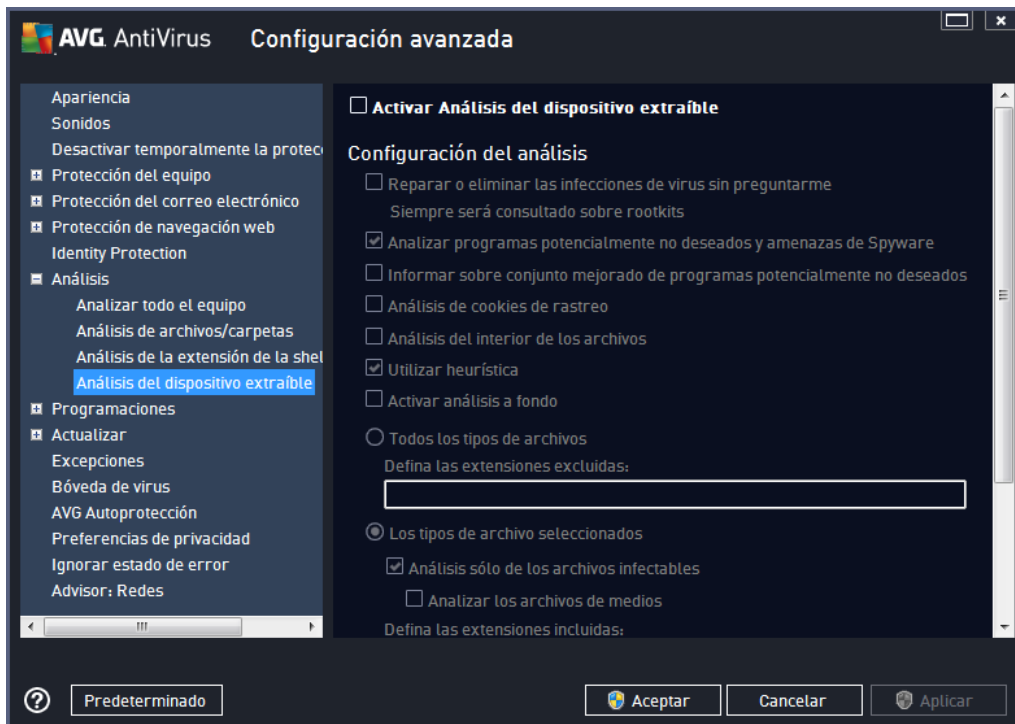 AVG. AntiVirus Configuración avanzada
Apariencia
Sonidos
Desactivar temporalmente la protec
Protección del equipo
Protección del correo electrónico
Protección de navegación web
Identity Protection
Análisis
Analizar todo el equipo
Análisis de archivos/carpetas
Análisis de la extensión de la shel
Análisis del dispositivo extraíble
Programaciones
Actualizar
Excepciones
Bóveda de virus
AVG Autoprotección
Preferencias de privacidad
Ignorar estado de error
Advisor: Redes
Activar Análisis del dispositivo extraíble
Configuración del análisis
Reparar o eliminar las infecciones de virus sin preguntarme
Siempre será consultado sobre rootkits
Analizar programas potencialmente no deseados y amenazas de Spyware
Informar sobre conjunto mejorado de programas potencialmente no deseados
Análisis de cookies de rastreo
Análisis del interior de los archivos
Utilizar heurística
Activar análisis a fondo
Todos los tipos de archivos
Defina las extensiones excluidas:
Los tipos de archivo seleccionados
Análisis sólo de los archivos infectables
Analizar los archivos de medios
Defina las extensiones incluidas:
? Predeterminado Aceptar Cancelar Aplicar